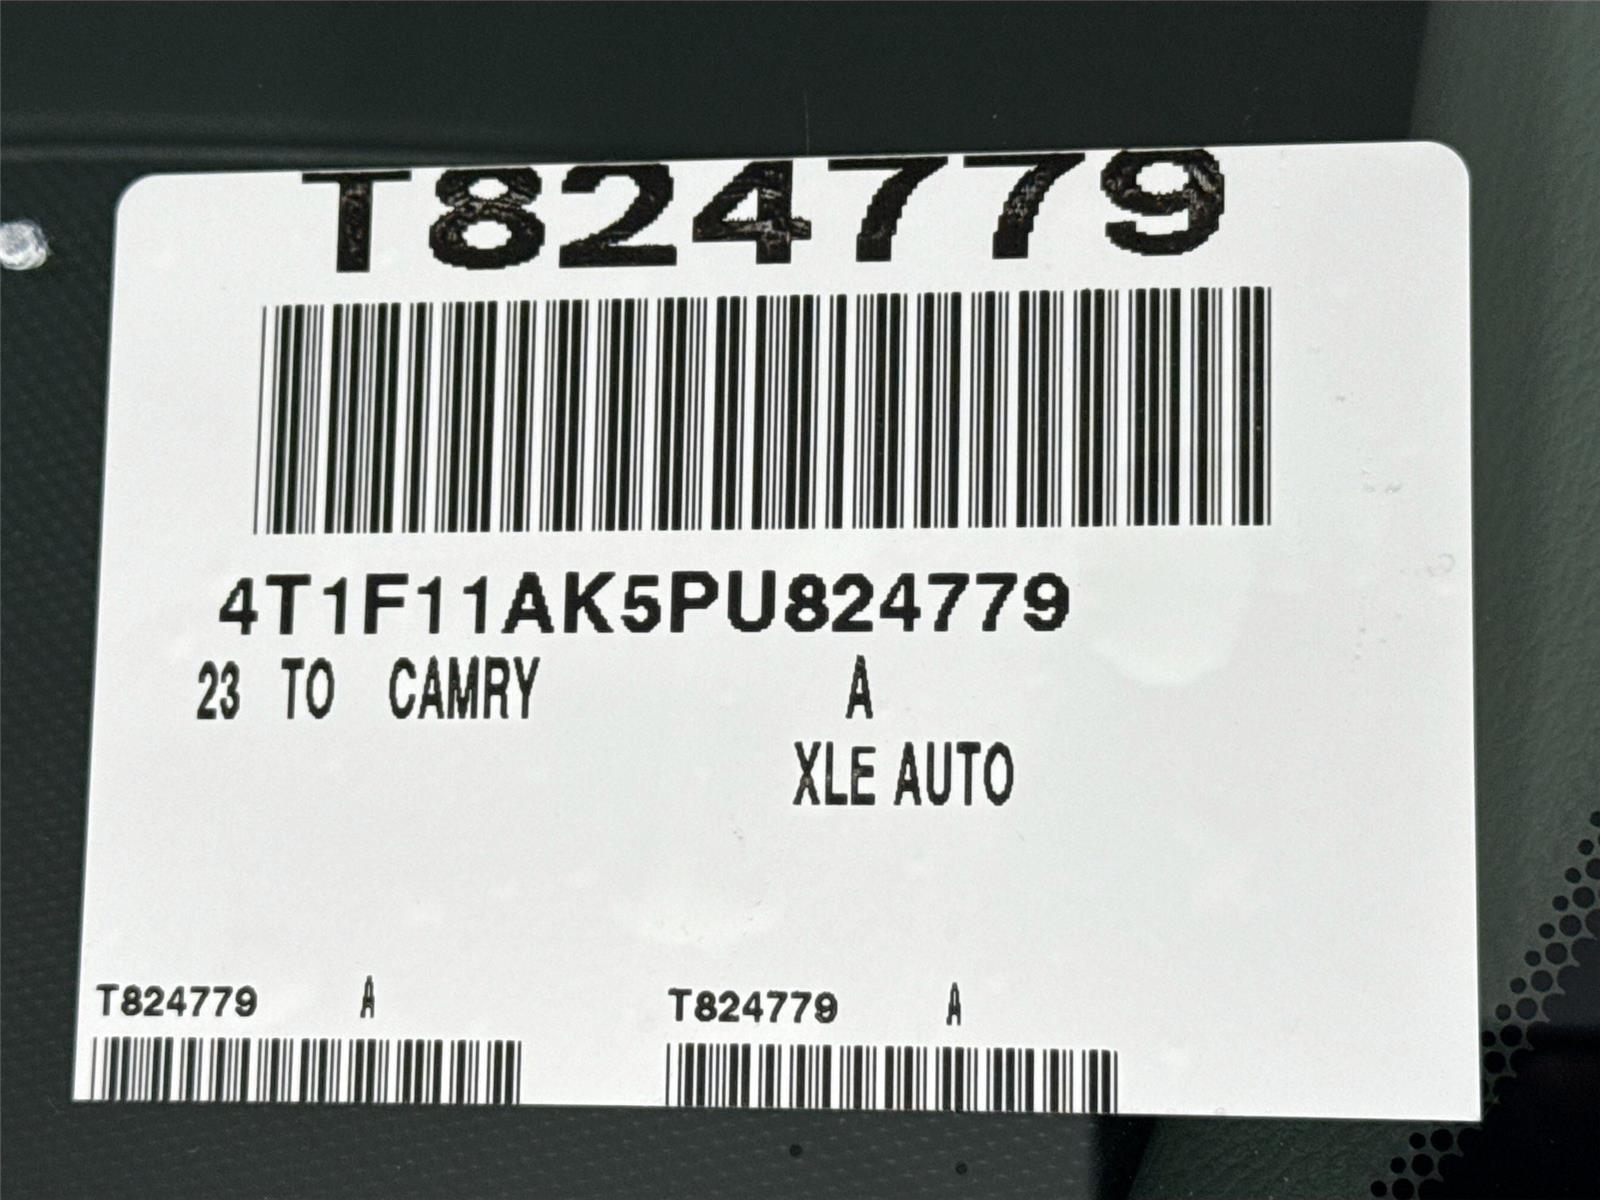 T824779
4T1F11AK5PU824779
23 TO CAMRY A
XLE AUTO
T824779 A
T824779 A